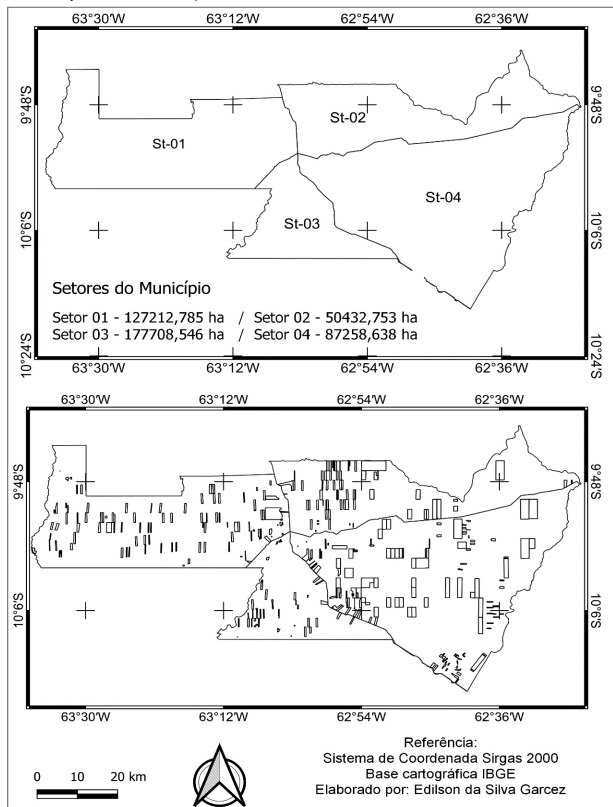 63°30'W 63°12'W 62°54'W 62°36'W
9°48'S 9°48'S
St-02
St-01
St-04
St-03
10°6'S 10°6'S
Setores do Município
Setor 01 - 127212,785 ha / Setor 02 - 50432,753 ha
Setor 03 - 177708,546 ha / Setor 04 - 87258,638 ha
10°24'S 10°24'S
63°30'W 63°12'W 62°54'W 62°36'W
63°30'W 63°12'W 62°54'W 62°36'W
9°48'S 9°48'S
10°6'S 10°6'S
63°30'W 63°12'W 62°54'W 62°36'W
Referência:
Sistema de Coordenada Sirgas 2000
Base cartográfica IBGE
Elaborado por: Edilson da Silva Garcez
0 10 20 km